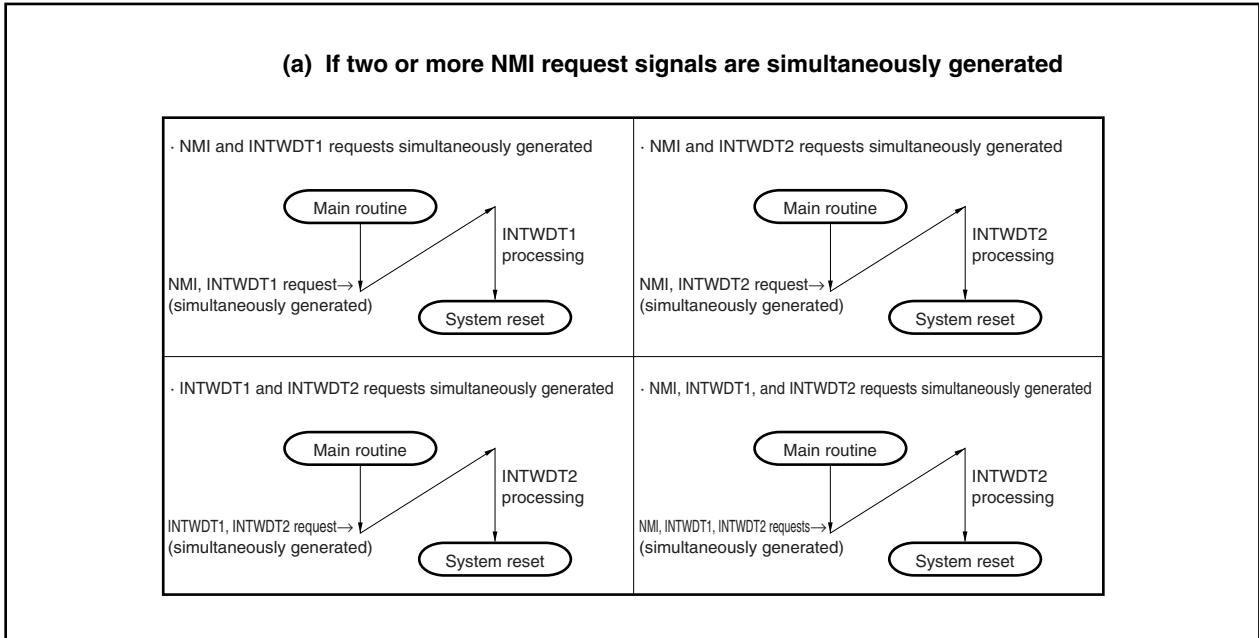 (a) If two or more NMI request signals are simultaneously generated
· NMI and INTWDT1 requests simultaneously generated
Main routine
INTWDT1
processing
NMI, INTWDT1 request→
(simultaneously generated)
System reset
· NMI and INTWDT2 requests simultaneously generated
Main routine
INTWDT2
processing
NMI, INTWDT2 request→
(simultaneously generated)
System reset
· INTWDT1 and INTWDT2 requests simultaneously generated
Main routine
INTWDT2
processing
INTWDT1, INTWDT2 request→
(simultaneously generated)
System reset
· NMI, INTWDT1, and INTWDT2 requests simultaneously generated
Main routine
INTWDT2
processing
NMI, INTWDT1, INTWDT2 requests→
(simultaneously generated)
System reset